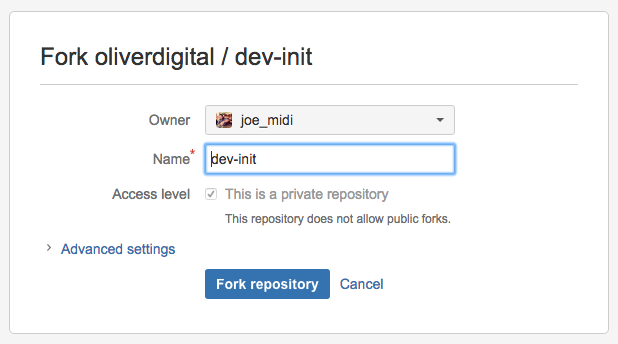 Fork oliverdigital / dev-init
Owner joe_midi
Name* dev-init
Access level This is a private repository
This repository does not allow public forks.
Advanced settings
Fork repository Cancel